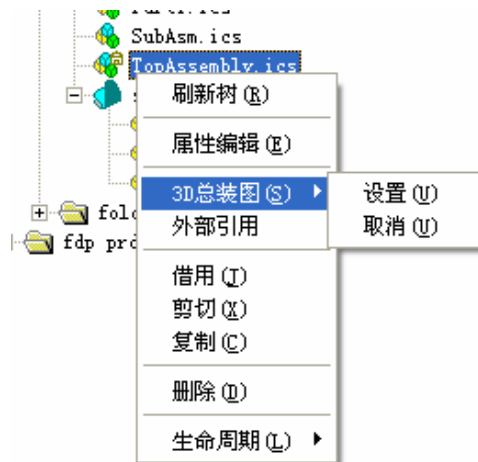 SubAsm.ics
TopAssembly.ics
刷新树(R)
属性编辑(E)
3D总装图(S)
设置(U)
外部引用
取消(U)
fdp
借用(J)
剪切(X)
复制(C)
删除(D)
生命周期(L)